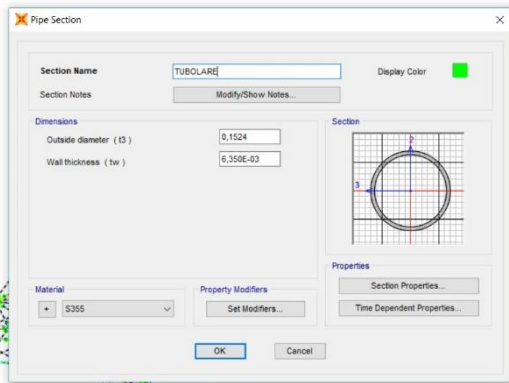 Pipe Section
Section Name TUBOLARE Display Color
Section Notes Modify/Show Notes...
Dimensions
Outside diameter ( t3 ) 0,1524
Wall thickness ( tw ) 6,350E-03
Section
2
3
Properties
Section Properties...
Time Dependent Properties...
Material
+ S355
Property Modifiers
Set Modifiers...
OK Cancel